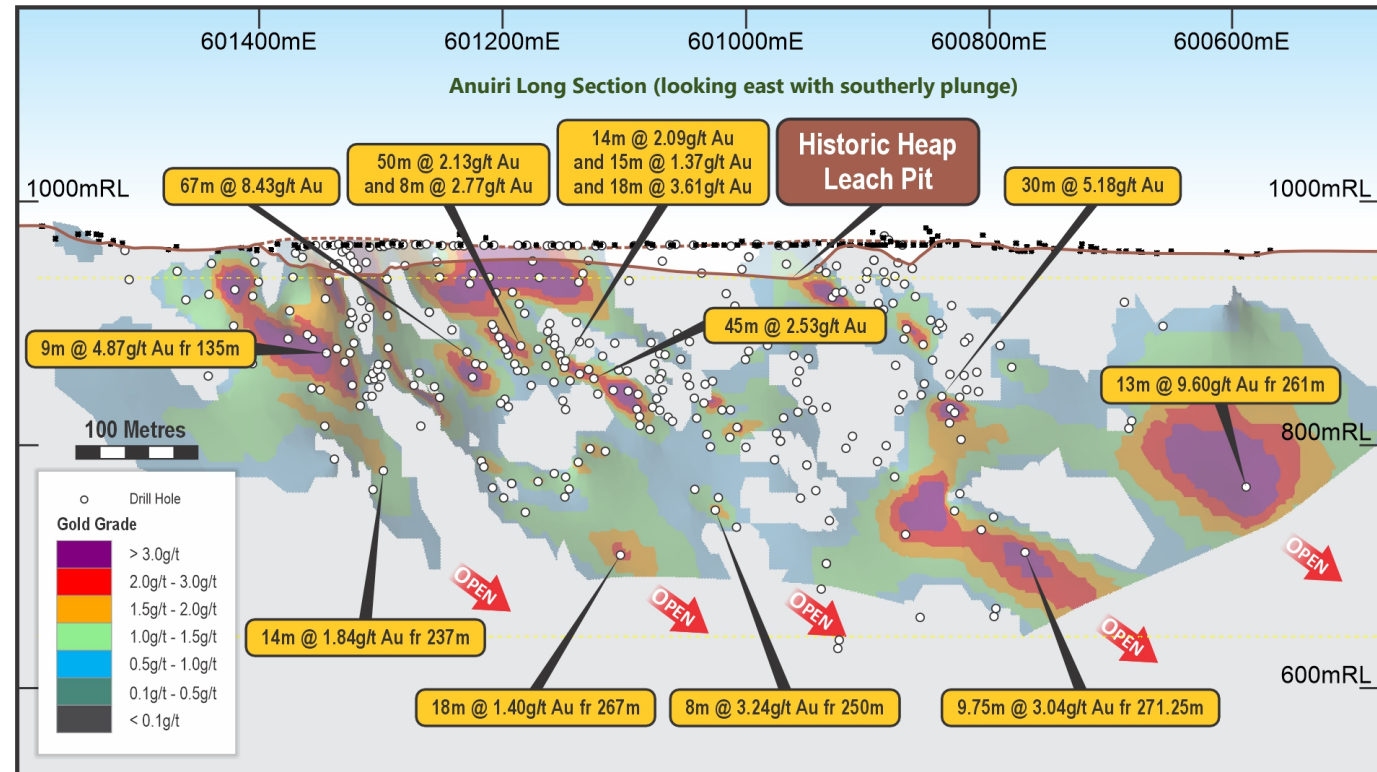 601400mE
601200mE
601000mE
600800mE
600600mE
Anuiri Long Section (looking east with southerly plunge)
14m @ 2.09g/t Au
and 15m @ 1.37g/t Au
and 18m @ 3.61g/t Au
Historic Heap
Leach Pit
50m @ 2.13g/t Au
and 8m @ 2.77g/t Au
67m @ 8.43g/t Au
30m @ 5.18g/t Au
1000mRL
1000mRL
45m @ 2.53g/t Au
9m @ 4.87g/t Au fr 135m
13m @ 9.60g/t Au fr 261m
100 Metres
800mRL
Drill Hole
Gold Grade
> 3.0g/t
2.0g/t - 3.0g/t
1.5g/t - 2.0g/t
1.0g/t - 1.5g/t
0.5g/t - 1.0g/t
0.1g/t - 0.5g/t
< 0.1g/t
OPEN
OPEN
OPEN
OPEN
OPEN
14m @ 1.84g/t Au fr 237m
600mRL
18m @ 1.40g/t Au fr 267m
8m @ 3.24g/t Au fr 250m
9.75m @ 3.04g/t Au fr 271.25m